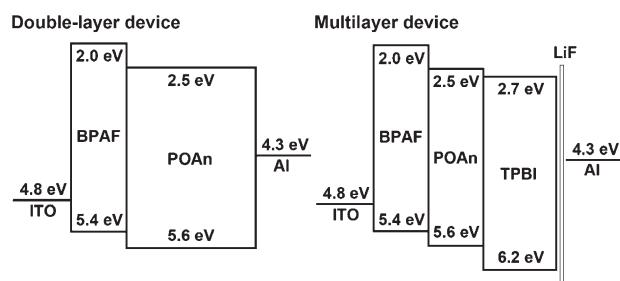 Double-layer device
2.0 eV
2.5 eV
BPAF
POAn
4.3 eV
Al
4.8 eV
ITO
5.4 eV
5.6 eV
Multilayer device
LiF
2.0 eV
2.5 eV
2.7 eV
BPAF
POAn
TPBI
4.3 eV
Al
4.8 eV
ITO
5.4 eV
5.6 eV
6.2 eV